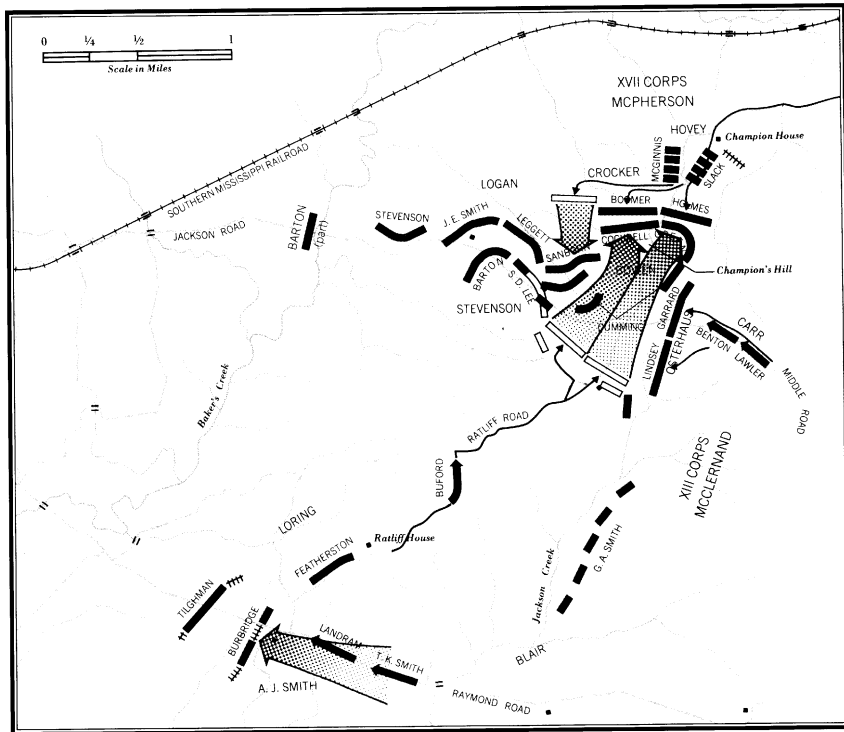 0 ¼ ½ 1
Scale in Miles
XVII CORPS
MCPHERSON
HOVEY
Champion House
MCGINNIS
SLACK
CROCKER
SOUTHERN MISSISSIPPI RAILROAD
LOGAN
BOOMER
HOLMES
JACKSON ROAD
BARTON
(part)
STEVENSON
J.E. SMITH
LEGGETT
SANBORN
COCKRELL
BARTON
S. D. LEE
BOWEN
Champion's Hill
STEVENSON
CUMMING
GARRARD
CARR
OSTERHAUS
BENTON
LAWLER
LINDSEY
MIDDLE
ROAD
Baker's Creek
RATLIFF ROAD
XIII CORPS
MCCLERNAND
BUFORD
LORING
Ratliff House
FEATHERSTON
G. A. SMITH
Jackson Creek
TILGHMAN
BURBRIDGE
LANDRAM
T. K. SMITH
BLAIR
A. J. SMITH
RAYMOND ROAD